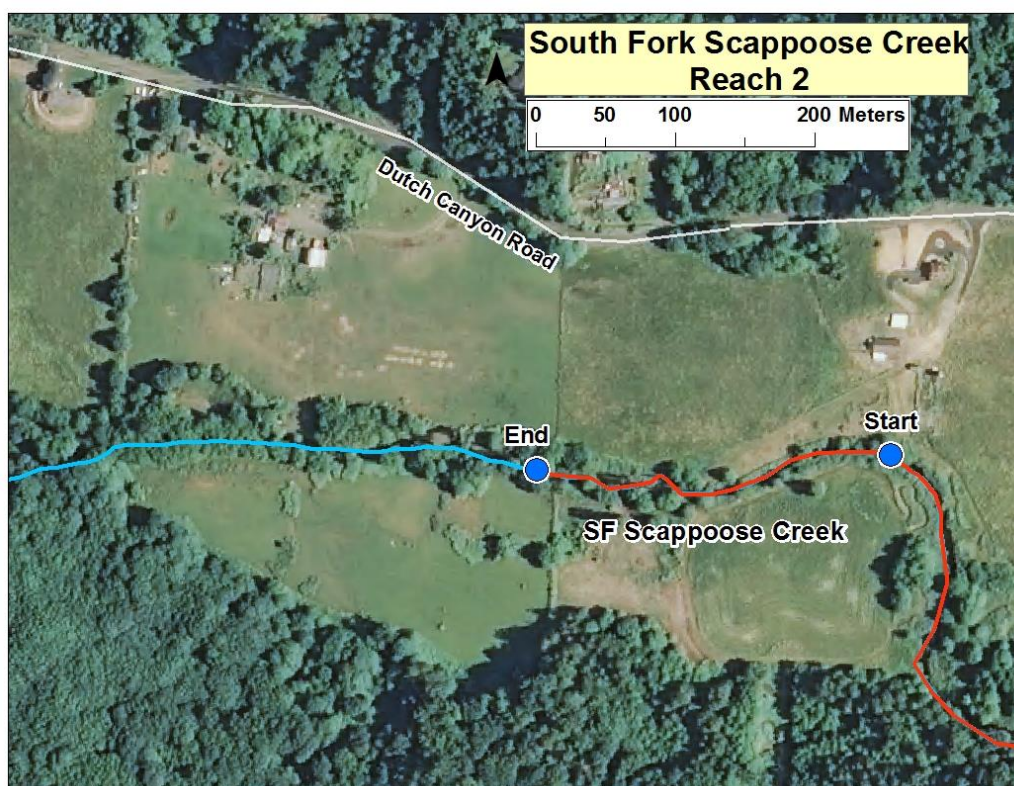 South Fork Scappoose Creek
Reach 2
0 50 100 200 Meters
Dutch Canyon Road
Start
End
SF Scappoose Creek